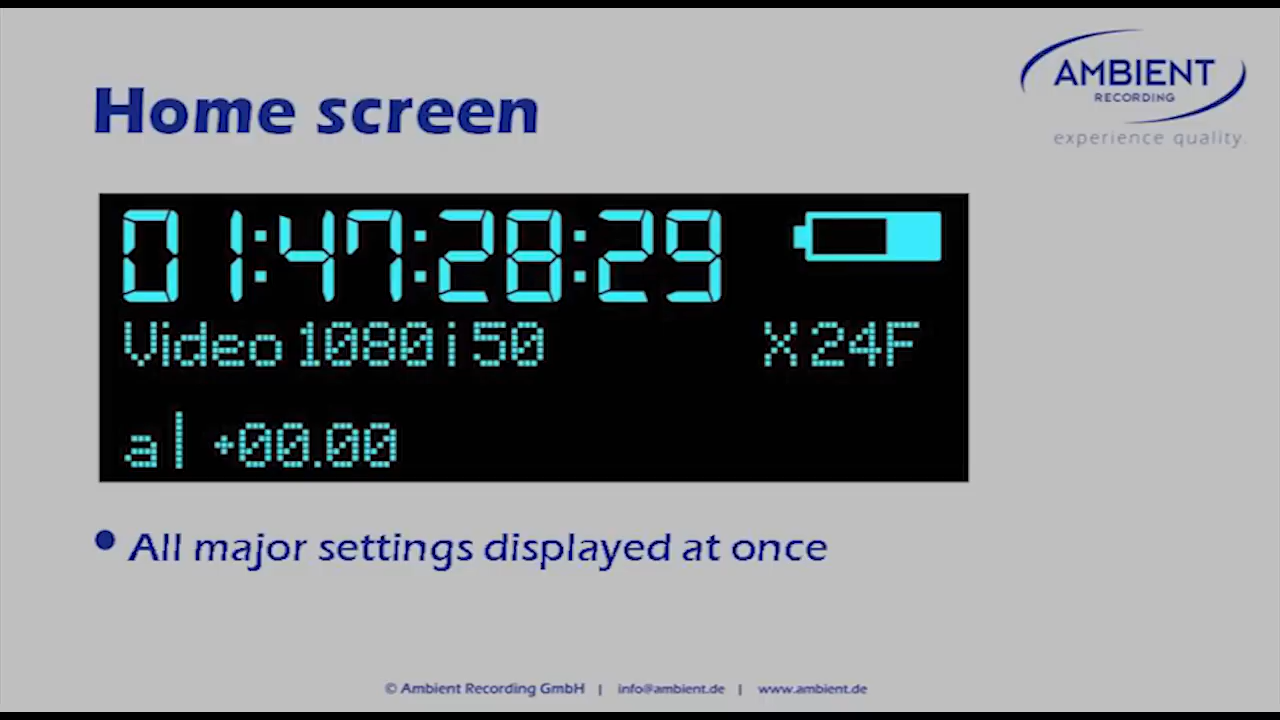 AMBIENT
RECORDING
experience quality.
Home screen
01:47:28:29
Video 1080i50 X24F
a| +00.00
All major settings displayed at once
© Ambient Recording GmbH | info@ambient.de | www.ambient.de